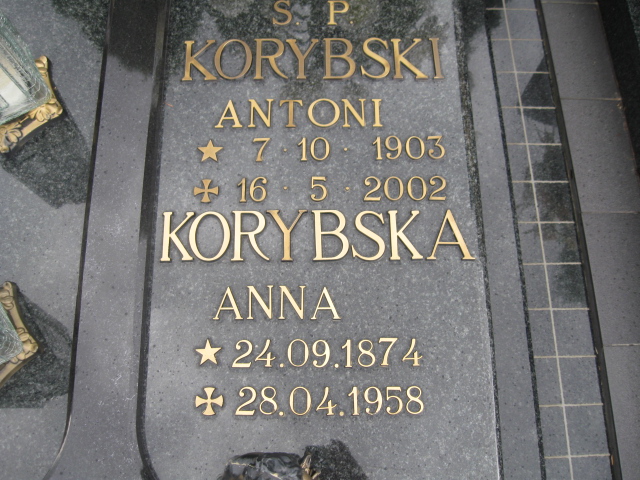 Ś. P.
KORYBSKI
ANTONI
★ 7 · 10 · 1903
✠ 16 · 5 · 2002
KORYBSKA
ANNA
★ 24.09.1874
✠ 28.04.1958